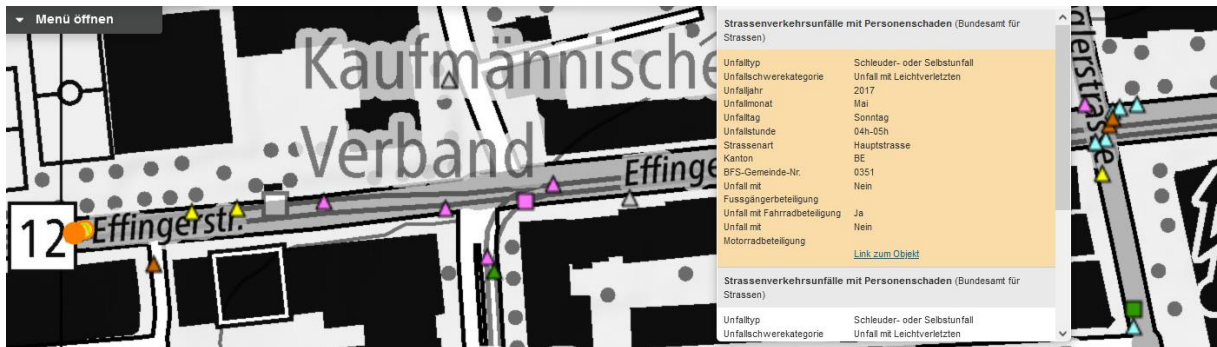 Menü öffnen
Kaufmännische
Verband
Effingerstr.
12
Effinge
Strassenverkehrsunfälle mit Personenschaden (Bundesamt für
Strassen)
Unfalltyp Schleuder- oder Selbstunfall
Unfallschwerekategorie Unfall mit Leichtverletzten
Unfalljahr 2017
Unfallmonat Mai
Unfalltag Sonntag
Unfallstunde 04h-05h
Strassenart Hauptstrasse
Kanton BE
BFS-Gemeinde-Nr. 0351
Unfall mit Nein
Fussgängerbeteiligung
Unfall mit Fahrradbeteiligung Ja
Unfall mit Nein
Motorradbeteiligung
Link zum Objekt
Strassenverkehrsunfälle mit Personenschaden (Bundesamt für
Strassen)
Unfalltyp Schleuder- oder Selbstunfall
Unfallschwerekategorie Unfall mit Leichtverletzten